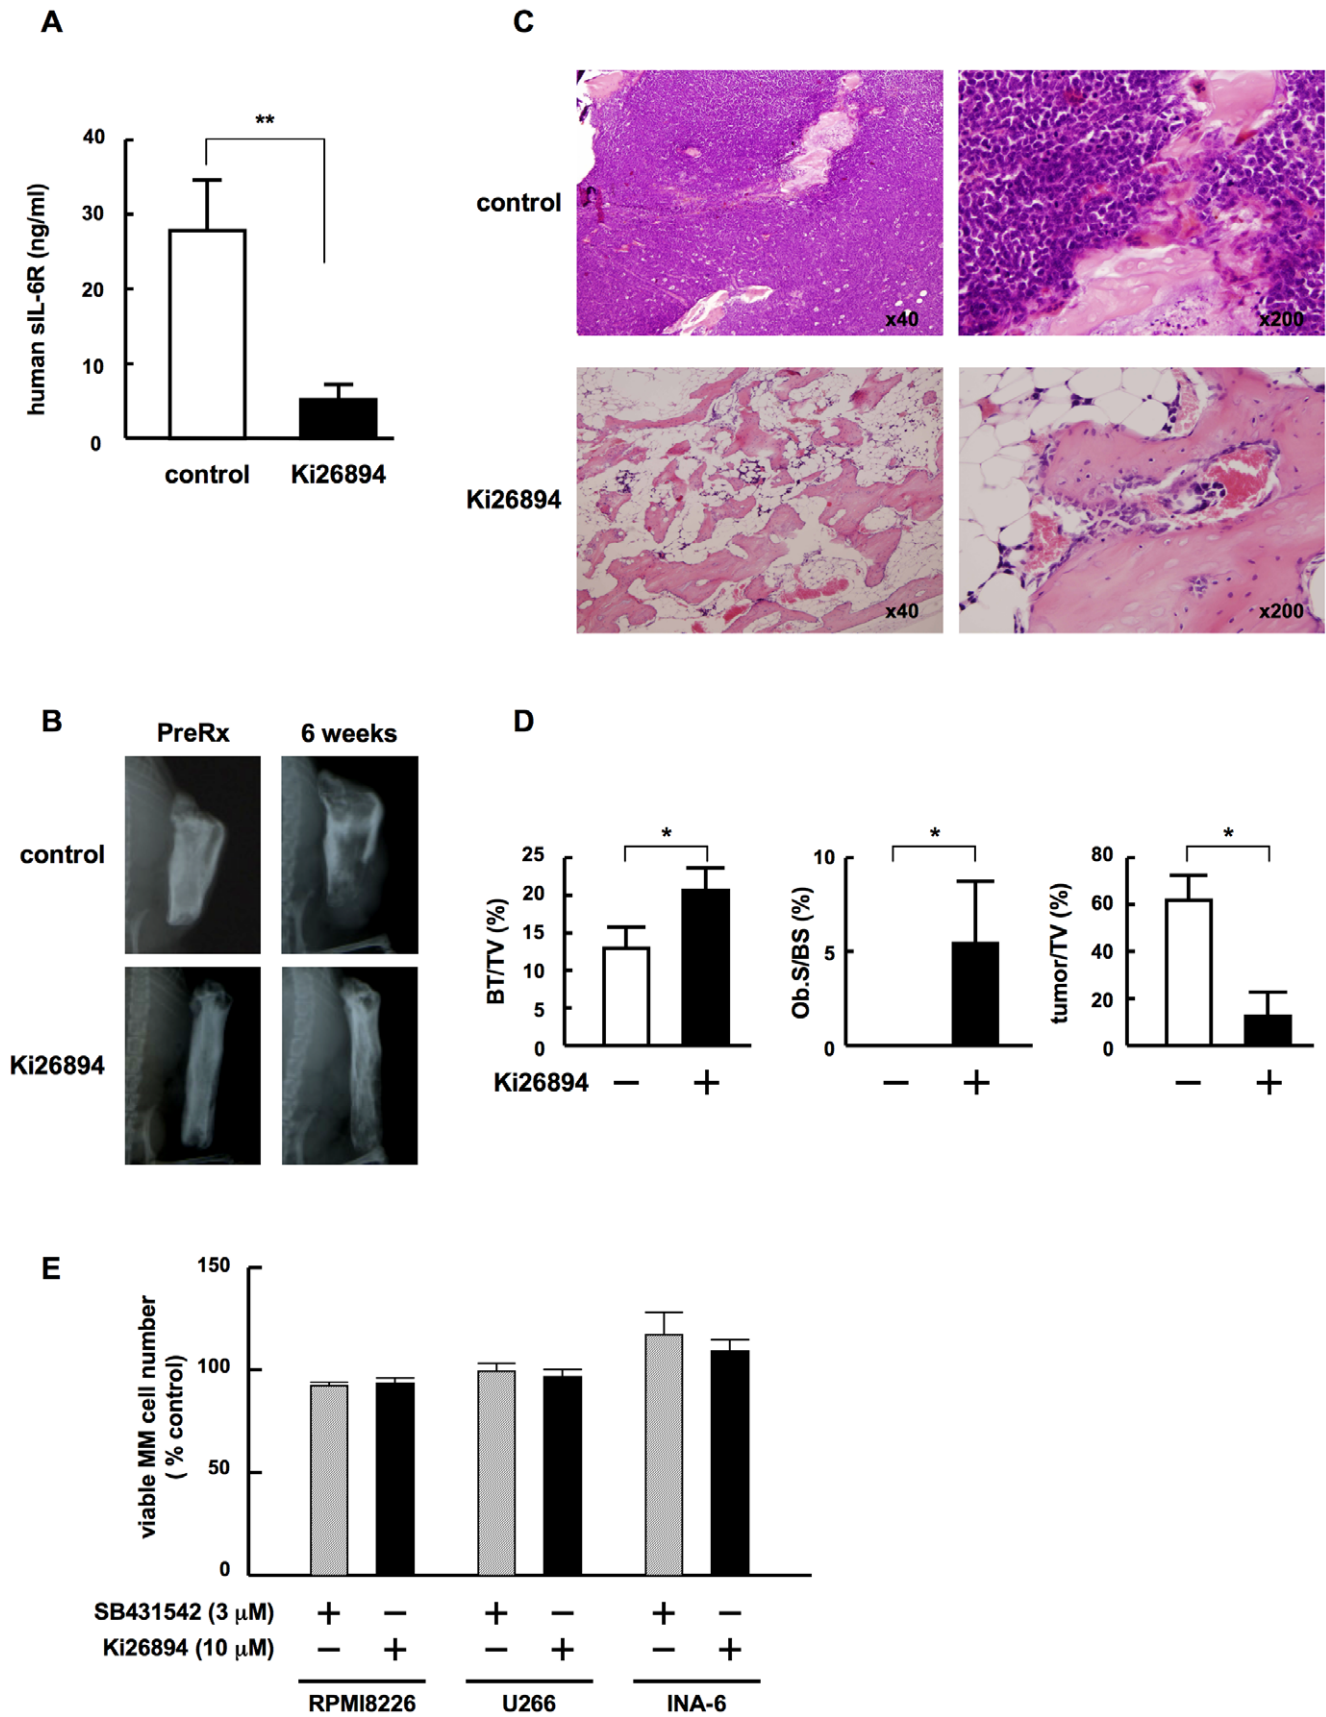 A
**
40
30
20
10
0
human sIL-6R (ng/ml)
control
Ki26894
C
control
x40
x200
Ki26894
x40
x200
B
PreRx
6 weeks
control
Ki26894
D
*
25
20
15
10
5
0
BT/TV (%)
*
10
5
0
Ob.S/BS (%)
*
80
60
40
20
0
tumor/TV (%)
Ki26894
− +
− +
− +
E
150
100
50
0
viable MM cell number
( % control)
SB431542 (3 μM) + − + − + −
Ki26894 (10 μM) − + − + − +
RPMI8226 U266 INA-6